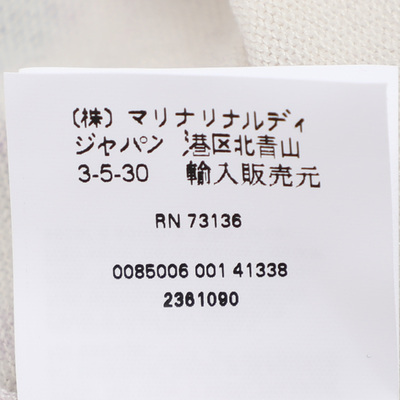 （株）マリナリナルディ
ジャパン 港区北青山
3-5-30 輸入販売元
RN 73136
0085006 001 41338
2361090